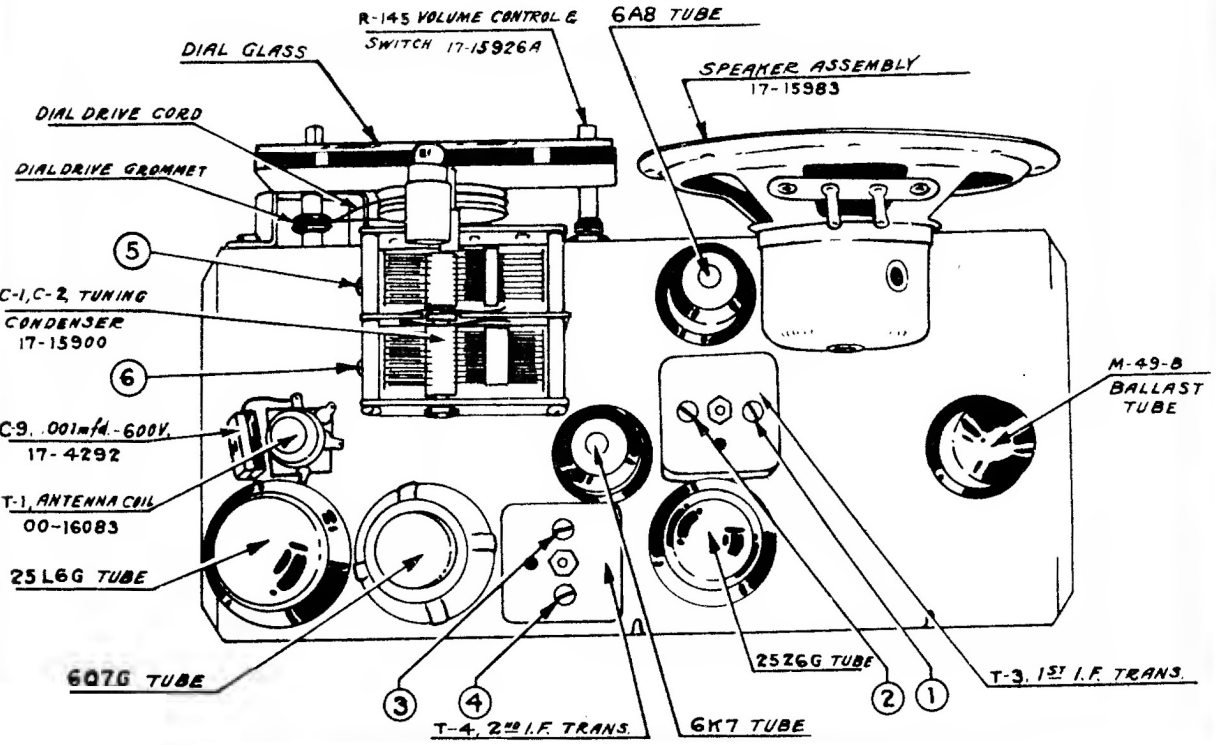 R-145 VOLUME CONTROL &
SWITCH 17-15926A
6A8 TUBE
DIAL GLASS
SPEAKER ASSEMBLY
17-15983
DIAL DRIVE CORD
DIAL DRIVE GROMMET
5
C-1, C-2, TUNING
CONDENSER
17-15900
6
M-49-B
BALLAST
TUBE
C-9, .001mfd.-600V.
17-4292
T-1, ANTENNA COIL
00-16083
25L6G TUBE
6Q7G TUBE
3
4
T-4, 2ND I.F. TRANS.
25Z6G TUBE
6K7 TUBE
2
1
T-3, 1ST I.F. TRANS.